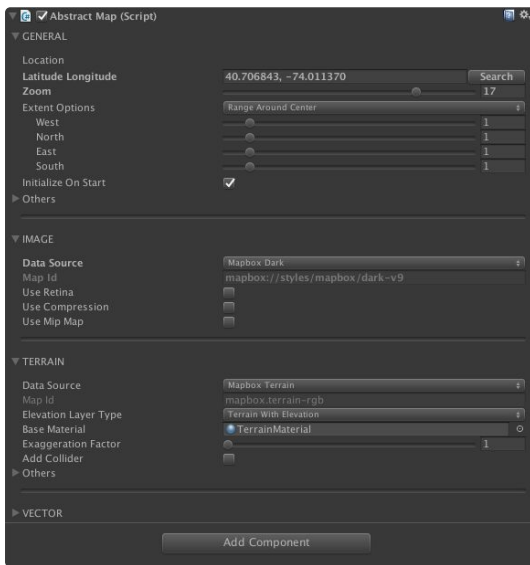 Abstract Map (Script)
GENERAL
Location
Latitude Longitude 40.706843, -74.011370 Search
Zoom 17
Extent Options Range Around Center
West 1
North 1
East 1
South 1
Initialize On Start
Others
IMAGE
Data Source Mapbox Dark
Map Id mapbox://styles/mapbox/dark-v9
Use Retina
Use Compression
Use Mip Map
TERRAIN
Data Source Mapbox Terrain
Map Id mapbox.terrain-rgb
Elevation Layer Type Terrain With Elevation
Base Material TerrainMaterial
Exaggeration Factor 1
Add Collider
Others
VECTOR
Add Component